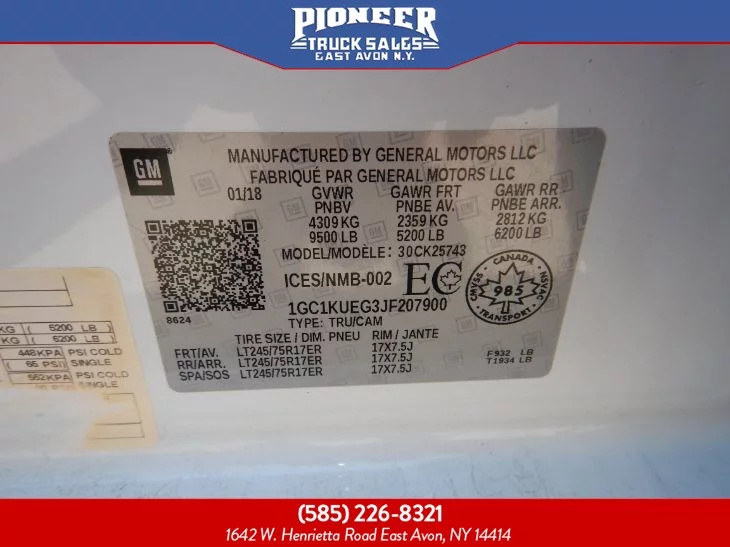 PIONEER
TRUCK SALES
EAST AVON N.Y.
GM
MANUFACTURED BY GENERAL MOTORS LLC
FABRIQUÉ PAR GENERAL MOTORS LLC
01/18 GVWR GAWR FRT GAWR RR
PNBV PNBE AV. PNBE ARR.
4309 KG 2359 KG 2812 KG
9500 LB 5200 LB 6200 LB
MODEL/MODÈLE: 30CK25743
ICES/NMB-002 EC
CANADA
CMVSS 983 NSVAC
TRANSPORT
1GC1KUEG3JF207900
8624
TYPE: TRU/CAM
TIRE SIZE / DIM. PNEU RIM / JANTE
FRT/AV. LT245/75R17ER 17X7.5J
RR/ARR. LT245/75R17ER 17X7.5J
SPA/SOS LT245/75R17ER 17X7.5J
F932 LB
T1934 LB
KG ( 5200 LB )
KG ( 6200 LB )
448KPA PSI COLD
( 65 PSI) SINGLE
552KPA PSI COLD
SINGLE
(585) 226-8321
1642 W. Henrietta Road East Avon, NY 14414